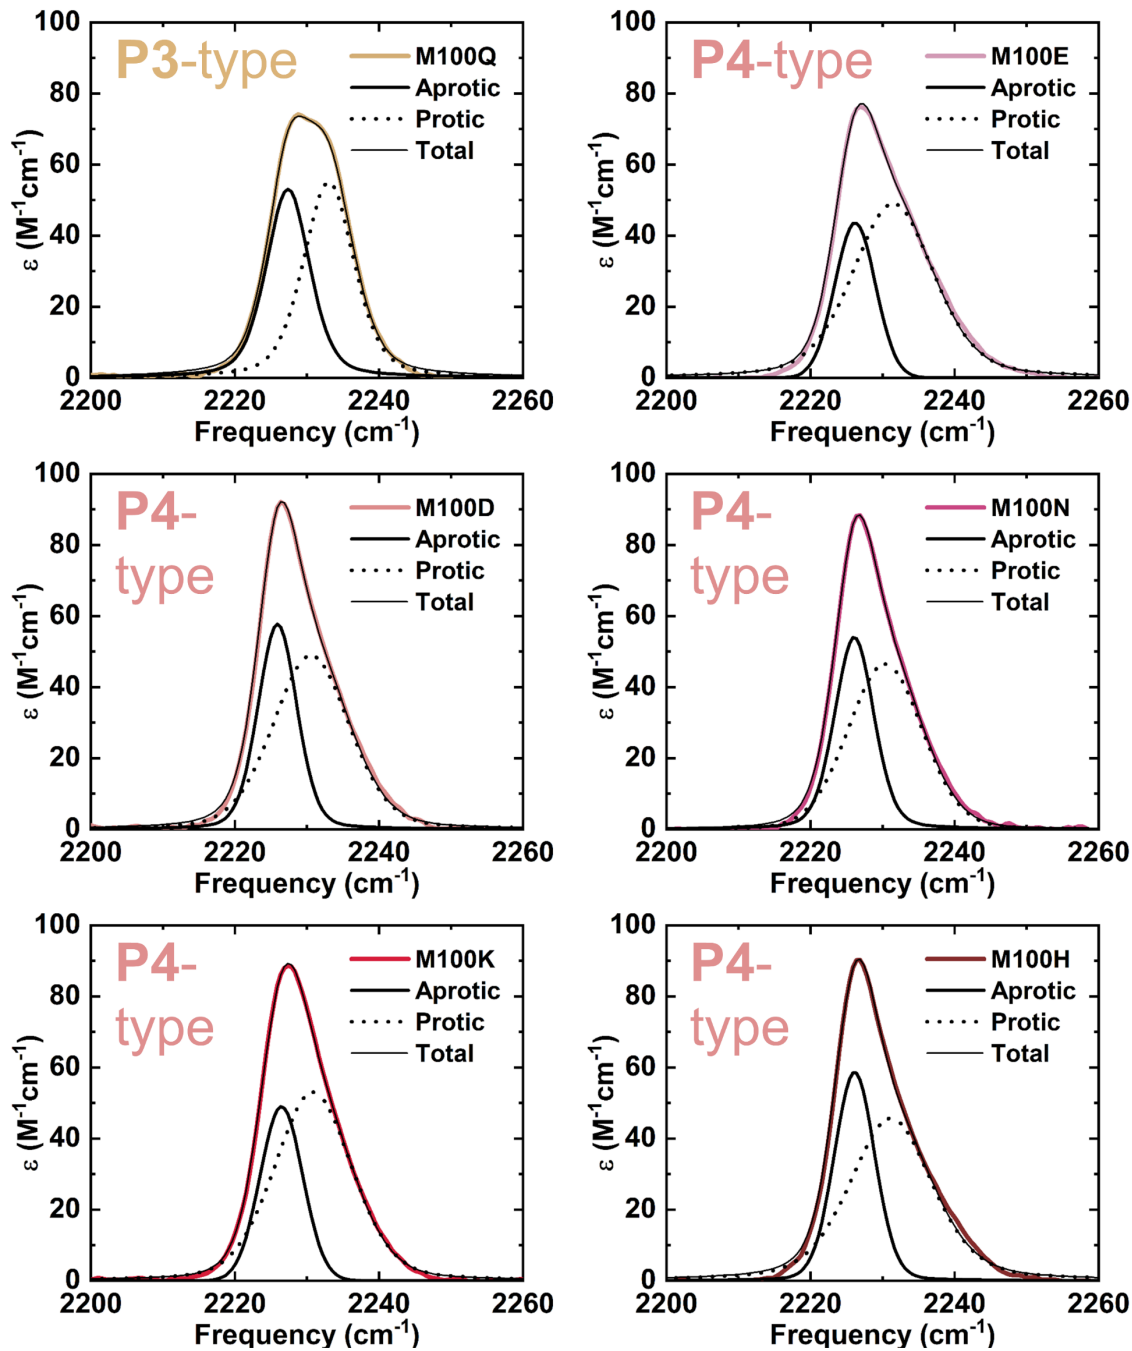 100
P3-type
M100Q
80
Aprotic
Protic
60
Total
40
20
0
2200 2220 2240 2260
ε (M⁻¹cm⁻¹)
Frequency (cm⁻¹)
100
P4-type
M100E
80
Aprotic
Protic
60
Total
40
20
0
2200 2220 2240 2260
ε (M⁻¹cm⁻¹)
Frequency (cm⁻¹)
100
P4-
type
M100D
80
Aprotic
Protic
60
Total
40
20
0
2200 2220 2240 2260
ε (M⁻¹cm⁻¹)
Frequency (cm⁻¹)
100
P4-
type
M100N
80
Aprotic
Protic
60
Total
40
20
0
2200 2220 2240 2260
ε (M⁻¹cm⁻¹)
Frequency (cm⁻¹)
100
P4-
type
M100K
80
Aprotic
Protic
60
Total
40
20
0
2200 2220 2240 2260
ε (M⁻¹cm⁻¹)
Frequency (cm⁻¹)
100
P4-
type
M100H
80
Aprotic
Protic
60
Total
40
20
0
2200 2220 2240 2260
ε (M⁻¹cm⁻¹)
Frequency (cm⁻¹)